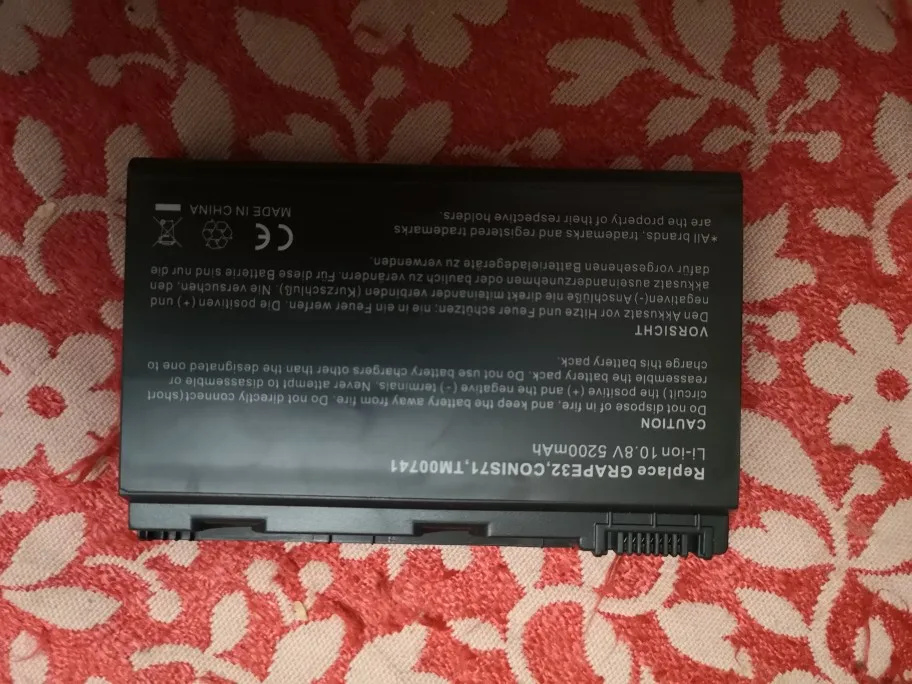 Replace GRAPE32,CONIS71,TM00741
Li-ion 10.8V 5200mAh
CAUTION
Do not dispose of in fire, and keep the battery away from fire. Do not directly connect(short
circuit) the positive (+) and the negative (-) terminals. Never attempt to disassemble or
reassemble the battery pack. Do not use battery chargers other than the designated one to
charge this battery pack.
VORSICHT
Den Akkusatz vor Hitze und Feuer schützen; nie in ein Feuer werfen. Die positiven (+) und
negativen(-) Anschlüße nie direkt miteinander verbinden (Kurzschluß). Nie versuchen, den
Akkusatz auseinanderzunehmen oder baulich zu verändern. Für diese Batterie sind nur die
dafür vorgesehenen Batterieladegeräte zu verwenden.
*All brands, trademarks and registered trademarks
are the property of their respective holders.
CE
MADE IN CHINA